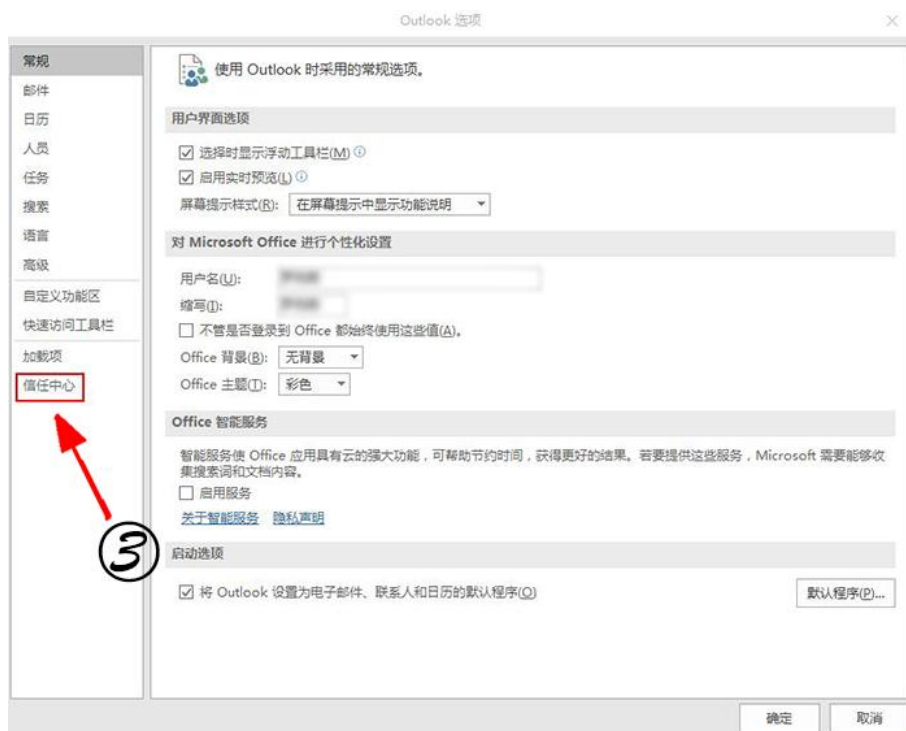 Outlook 选项
常规
邮件
日历
人员
任务
搜索
语言
高级
自定义功能区
快速访问工具栏
加载项
信任中心
③
使用 Outlook 时采用的常规选项。
用户界面选项
选择时显示浮动工具栏(M)
启用实时预览(L)
屏幕提示样式(R): 在屏幕提示中显示功能说明
对 Microsoft Office 进行个性化设置
用户名(U):
缩写(I):
不管是否登录到 Office 都始终使用这些值(A)。
Office 背景(B): 无背景
Office 主题(T): 彩色
Office 智能服务
智能服务使 Office 应用具有云的强大功能，可帮助节约时间，获得更好的结果。若要提供这些服务，Microsoft 需要能够收
集搜索词和文档内容。
启用服务
关于智能服务 隐私声明
启动选项
将 Outlook 设置为电子邮件、联系人和日历的默认程序(O) 默认程序(P)...
确定 取消